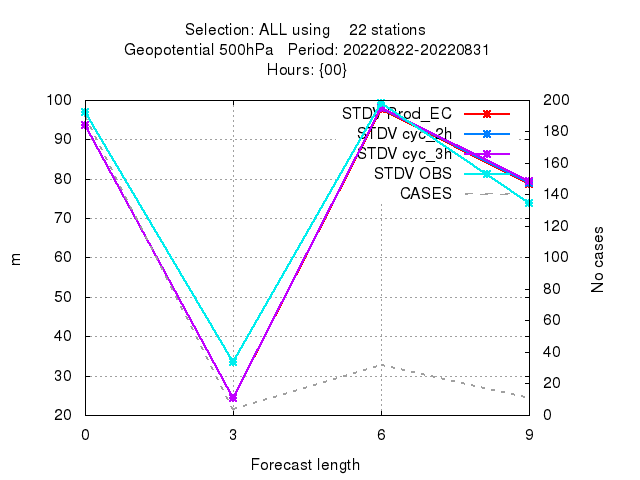 Selection: ALL using    22 stations
Geopotential 500hPa   Period: 20220822-20220831
Hours: {00}
100
90
80
70
60
50
40
30
20
200
180
160
140
120
100
80
60
40
20
0
STDV Prod_EC
STDV cyc_2h
STDV cyc_3h
STDV OBS
CASES
m
No cases
0
3
6
9
Forecast length